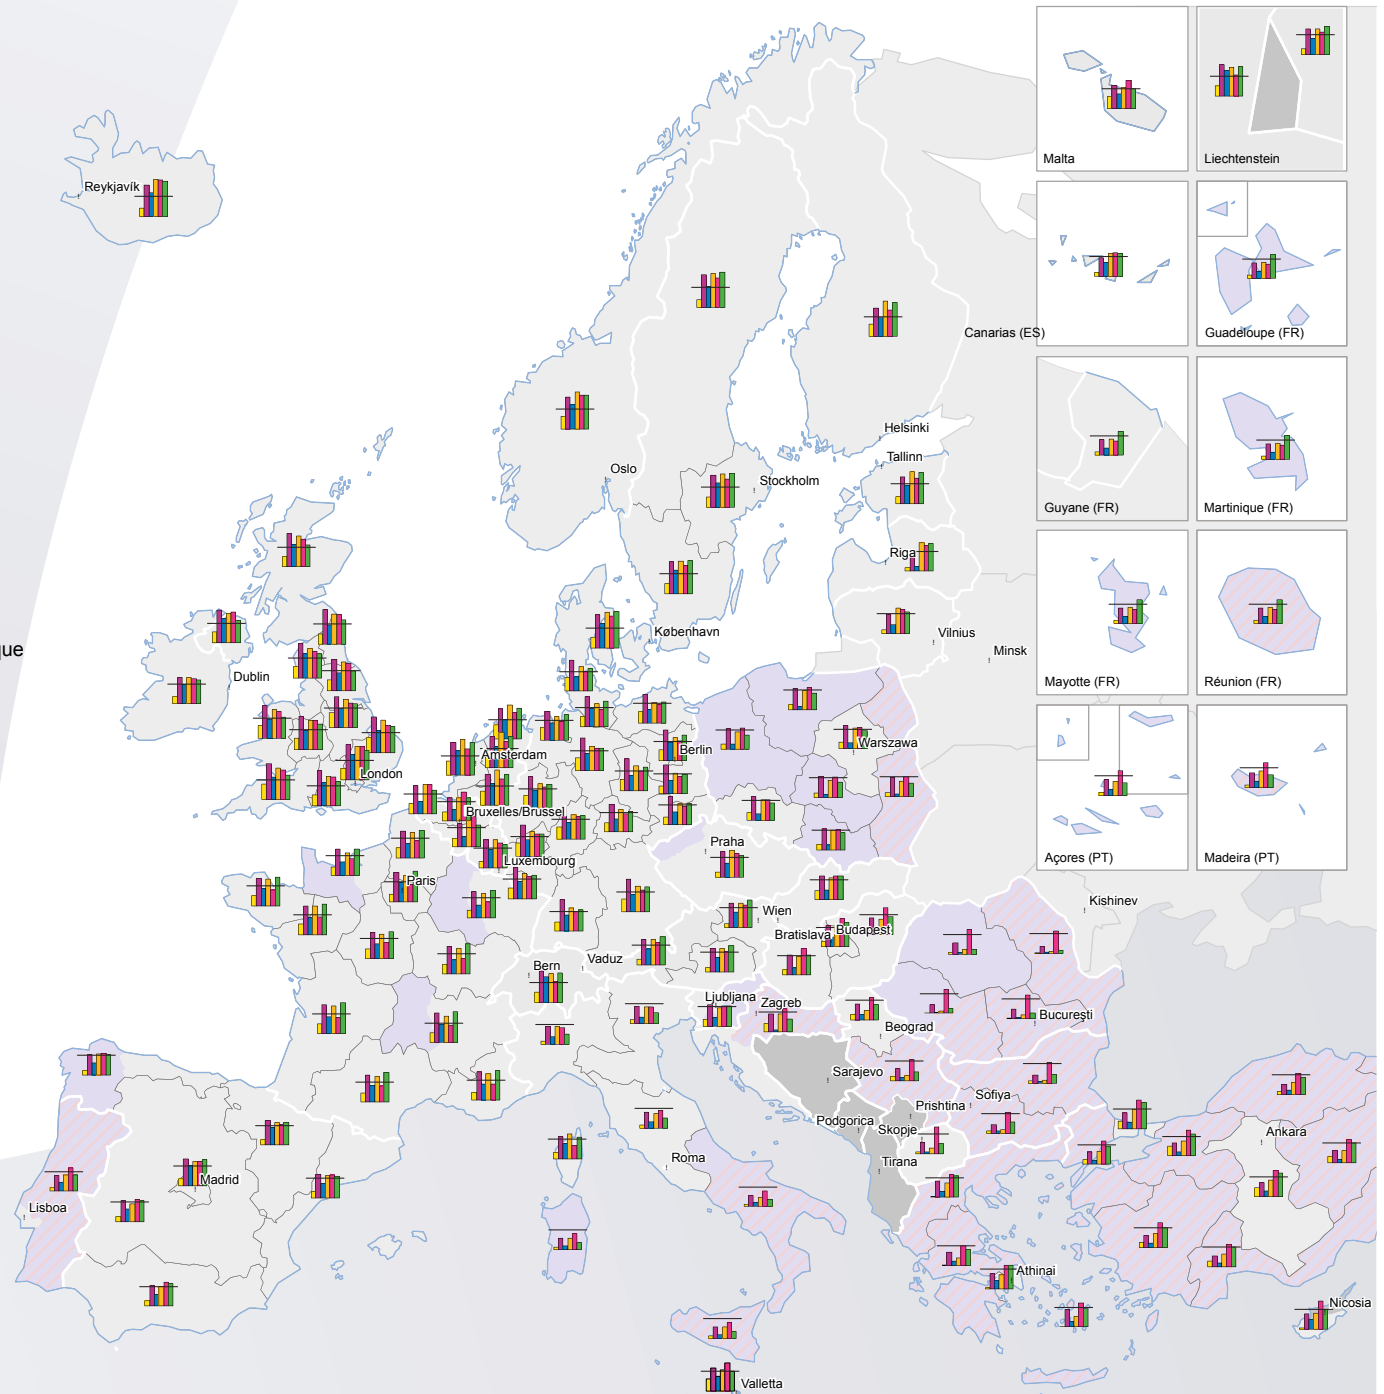 Malta
Liechtenstein
Reykjavík
Canarias (ES)
Guadeloupe (FR)
Helsinki
Tallinn
Oslo
Stockholm
Guyane (FR)
Martinique (FR)
Riga
København
Vilnius
que
Minsk
Dublin
Mayotte (FR)
Réunion (FR)
Warszawa
Berlin
Amsterdam
London
Bruxelles/Brussel
Praha
Luxembourg
Açores (PT)
Madeira (PT)
Paris
Kishinev
Wien
Bratislava
Budapest
Vaduz
Bern
Ljubljana
Zagreb
Bucureşti
Beograd
Sarajevo
Sofiya
Prishtina
Podgorica
Skopje
Ankara
Roma
Tirana
Madrid
Lisboa
Athinai
Nicosia
Valletta